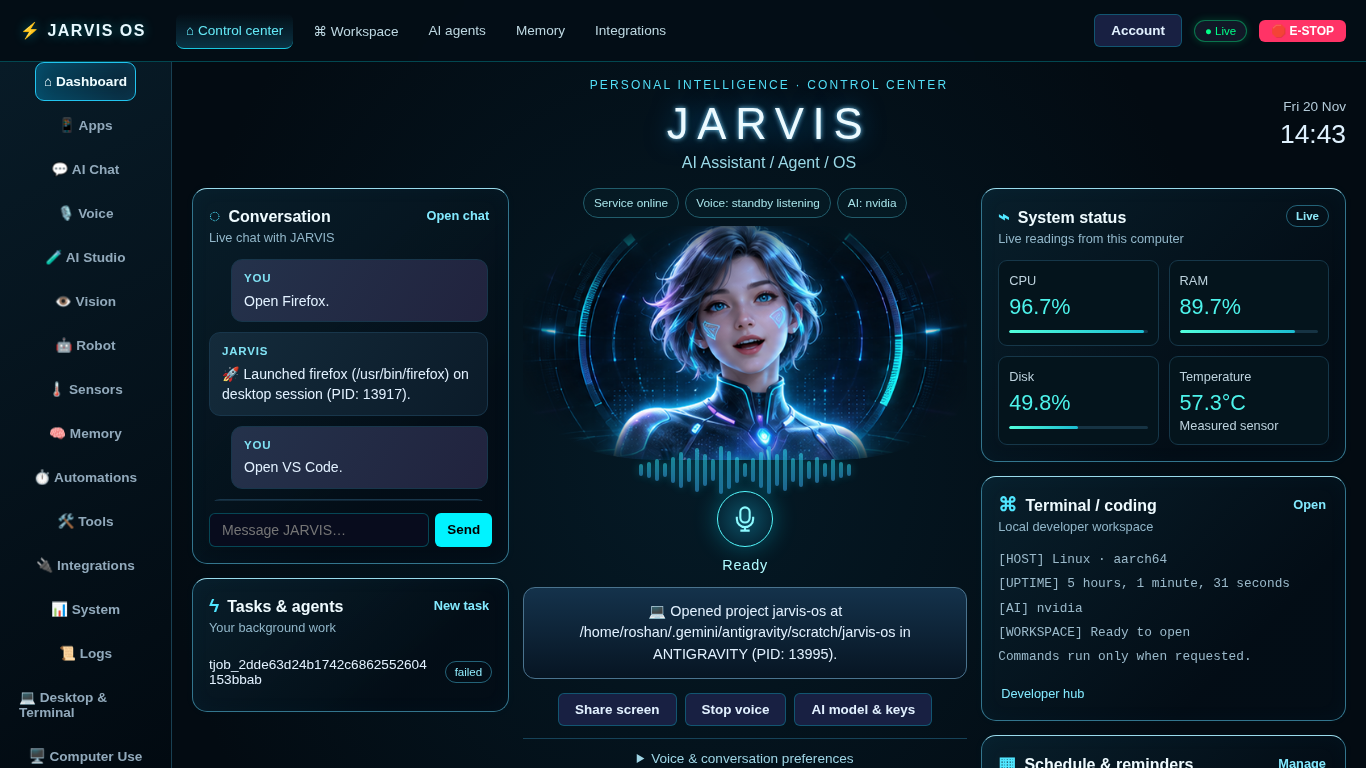 ⚡ JARVIS OS
⌂ Control center
⌘ Workspace
AI agents
Memory
Integrations
Account
● Live
🔴 E-STOP
⌂ Dashboard
📱 Apps
💬 AI Chat
🎙️ Voice
🧪 AI Studio
👁️ Vision
🤖 Robot
🌡️ Sensors
🧠 Memory
⏱️ Automations
🛠️ Tools
🔌 Integrations
📊 System
📜 Logs
💻 Desktop &
Terminal
🖥️ Computer Use
PERSONAL INTELLIGENCE · CONTROL CENTER
JARVIS
AI Assistant / Agent / OS
Fri 20 Nov
14:43
Conversation
Open chat
Live chat with JARVIS
YOU
Open Firefox.
JARVIS
🚀 Launched firefox (/usr/bin/firefox) on
desktop session (PID: 13917).
YOU
Open VS Code.
Message JARVIS…
Send
ϟ Tasks & agents
New task
Your background work
tjob_2dde63d24b1742c6862552604
153bbab
failed
Service online
Voice: standby listening
AI: nvidia
Ready
💻 Opened project jarvis-os at
/home/roshan/.gemini/antigravity/scratch/jarvis-os in
ANTIGRAVITY (PID: 13995).
Share screen
Stop voice
AI model & keys
▶ Voice & conversation preferences
⌁ System status
Live
Live readings from this computer
CPU
96.7%
RAM
89.7%
Disk
49.8%
Temperature
57.3°C
Measured sensor
⌘ Terminal / coding
Open
Local developer workspace
[HOST] Linux · aarch64
[UPTIME] 5 hours, 1 minute, 31 seconds
[AI] nvidia
[WORKSPACE] Ready to open
Commands run only when requested.
Developer hub
▦ Schedule & reminders
Manage